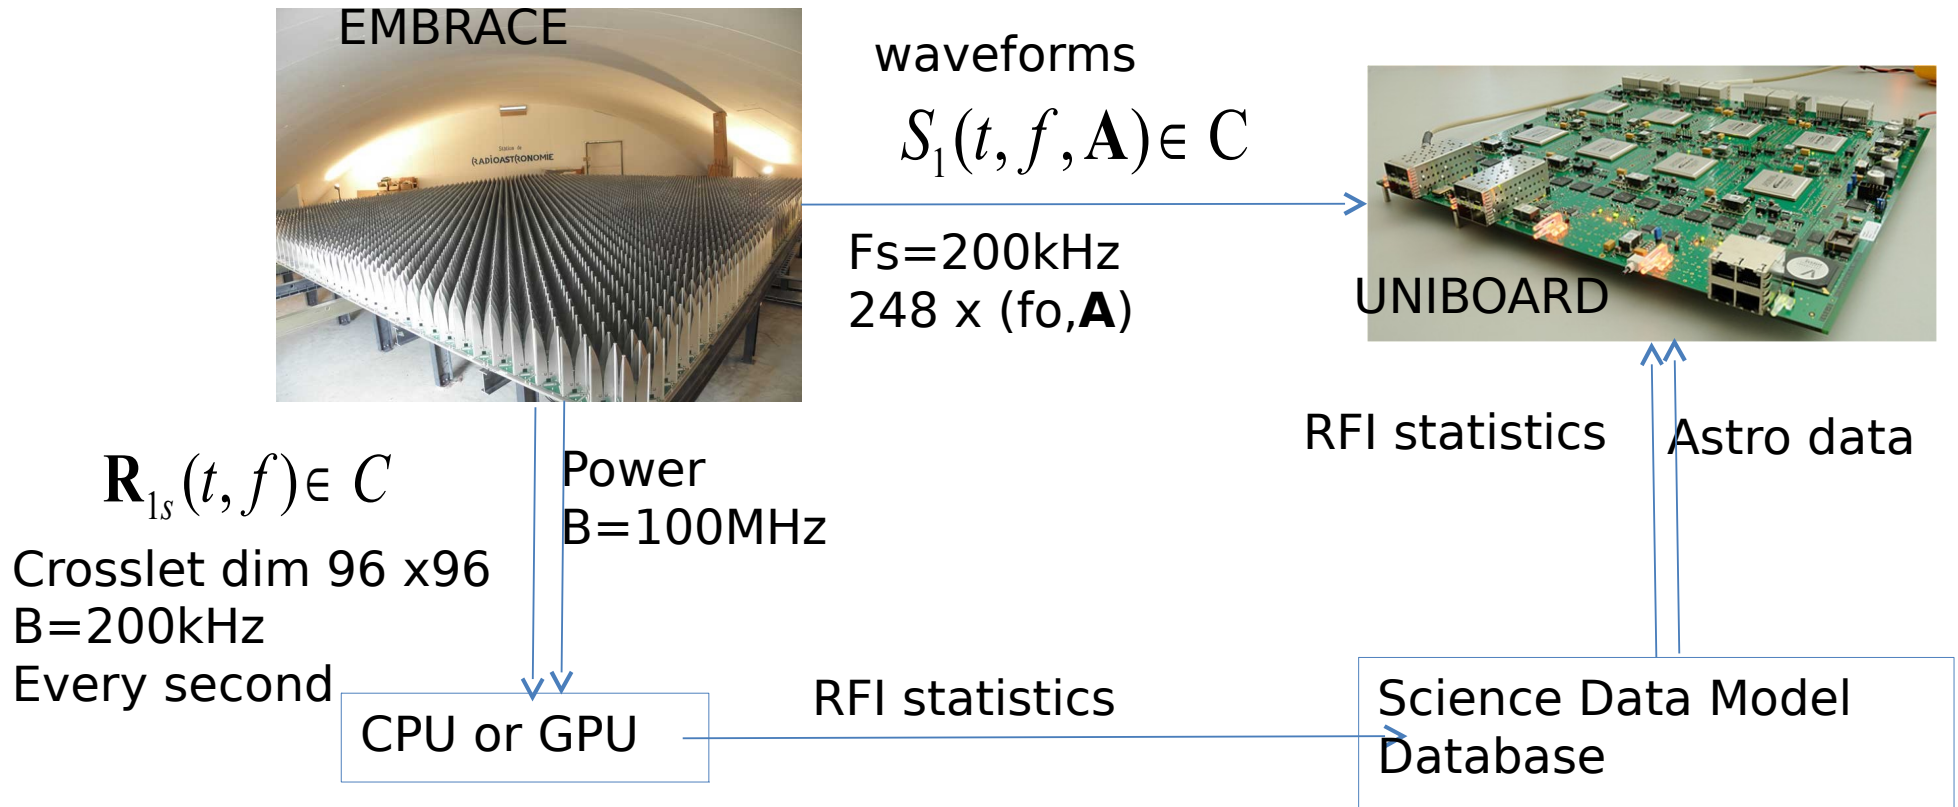 EMBRACE
waveforms
S₁(t, f, A)∈ C
Fs=200kHz
248 x (fo,A)
RADIOASTRONOMIE
UNIBOARD
RFI statistics
Astro data
R₁ₛ(t, f)∈ C
Power
B=100MHz
Crosslet dim 96 x96
B=200kHz
Every second
CPU or GPU
RFI statistics
Science Data Model
Database